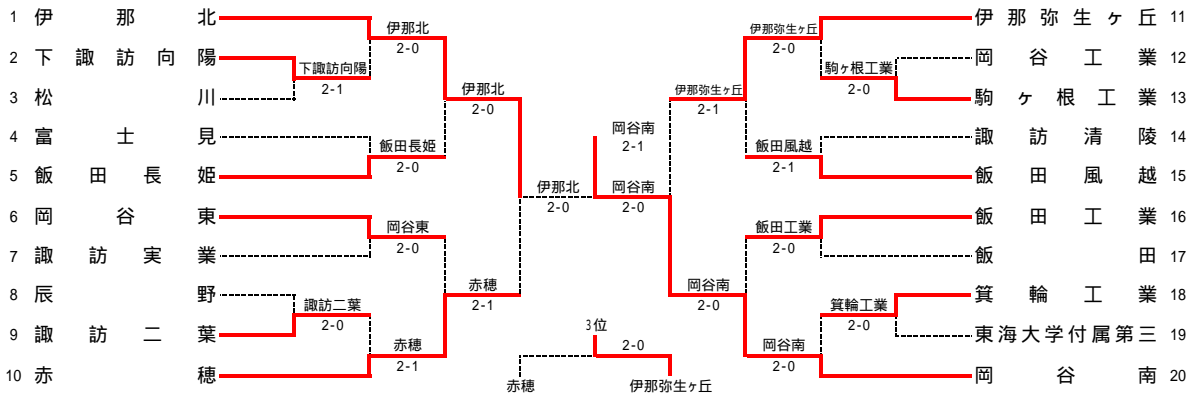 1 伊那北
2 下諏訪向陽
3 松川
4 富士見
5 飯田長姫
6 岡谷東
7 諏訪実業
8 辰野
9 諏訪二葉
10 赤穂
下諏訪向陽
2-1
諏訪二葉
2-0
伊那北
2-0
飯田長姫
2-0
岡谷東
2-0
赤穂
2-1
伊那北
2-0
赤穂
2-1
伊那北
2-0
岡谷南
2-1
岡谷南
2-0
3位
2-0
赤穂
伊那弥生ヶ丘
伊那弥生ヶ丘
2-1
岡谷南
2-0
伊那弥生ヶ丘
2-0
飯田風越
2-1
飯田工業
2-0
岡谷南
2-0
駒ヶ根工業
2-0
箕輪工業
2-0
伊那弥生ヶ丘 11
岡谷工業 12
駒ヶ根工業 13
諏訪清陵 14
飯田風越 15
飯田工業 16
飯田 17
箕輪工業 18
東海大学付属第三 19
岡谷南 20